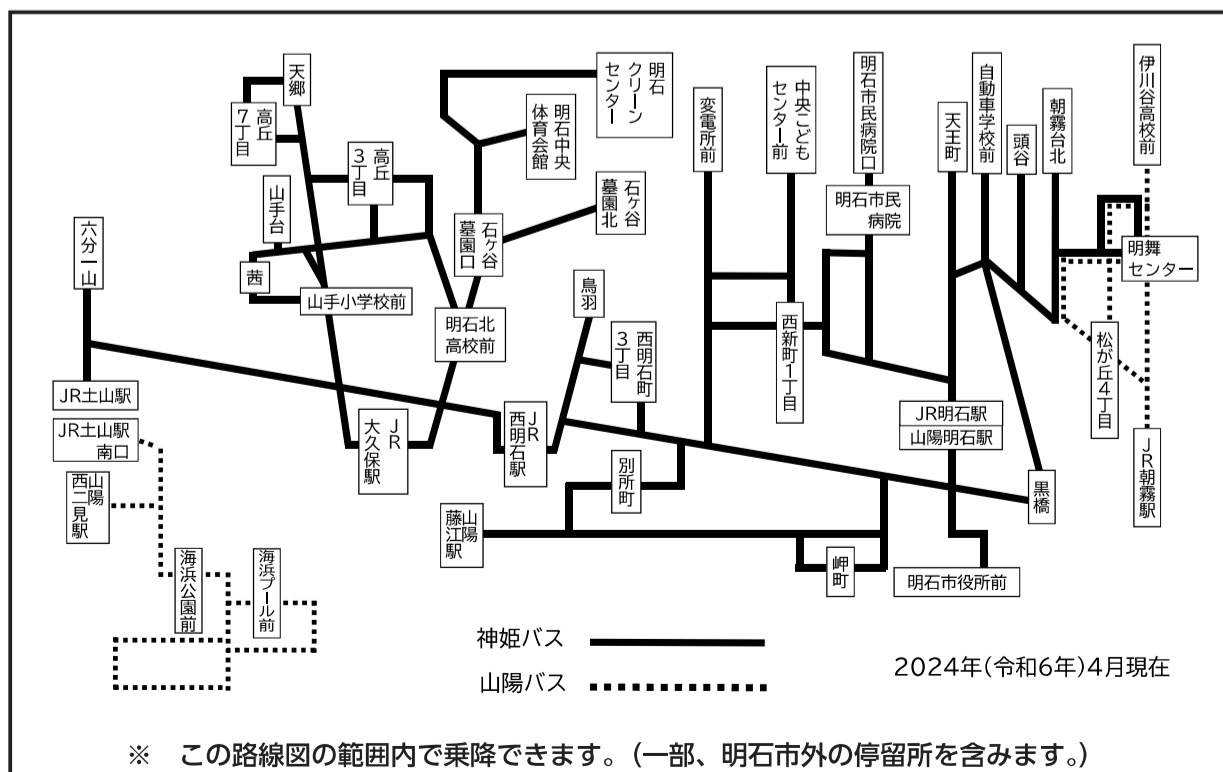 天郷
高丘
7丁目
高丘
3丁目
山手台
茜
山手小学校前
六分一山
JR土山駅
JR土山駅
南口
山陽
西二見駅
海浜公園前
海浜プール前
明石
クリーン
センター
明石中央
体育会館
石ヶ谷
墓園北
石ヶ谷
墓園口
明石北
高校前
JR
大久保駅
JR
西明石駅
鳥羽
西明石町
3丁目
別所町
山陽
藤江駅
岬町
変電所前
中央こども
センター前
西新町1丁目
明石市民病院口
明石市民
病院
天王町
自動車学校前
頭谷
朝霧台北
伊川谷高校前
明舞
センター
松が丘4丁目
JR朝霧駅
JR明石駅
山陽明石駅
黒橋
明石市役所前
神姫バス
山陽バス
2024年(令和6年)4月現在
※ この路線図の範囲内で乗降できます。(一部、明石市外の停留所を含みます。)